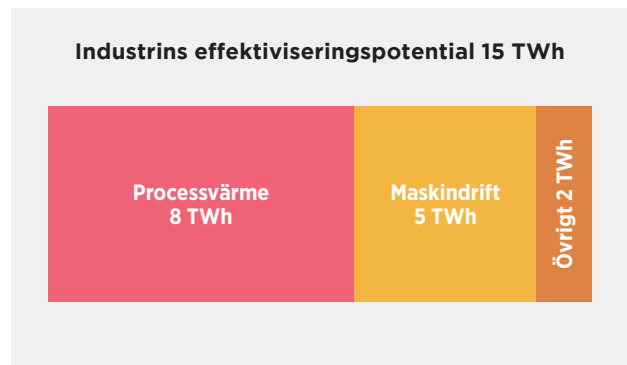 Industrins effektiviseringspotential 15 TWh
Processvärme
8 TWh
Maskindrift
5 TWh
Övrigt 2 TWh